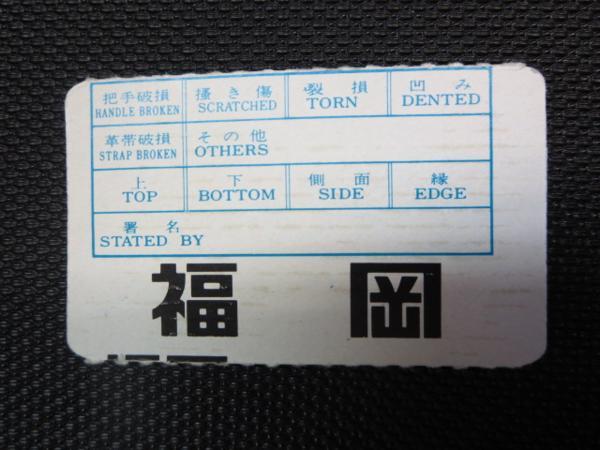 把手破損 搔き傷 裂損 凹み
HANDLE BROKEN SCRATCHED TORN DENTED
革帯破損 その他
STRAP BROKEN OTHERS
上 下 側面 縁
TOP BOTTOM SIDE EDGE
署名
STATED BY
福岡